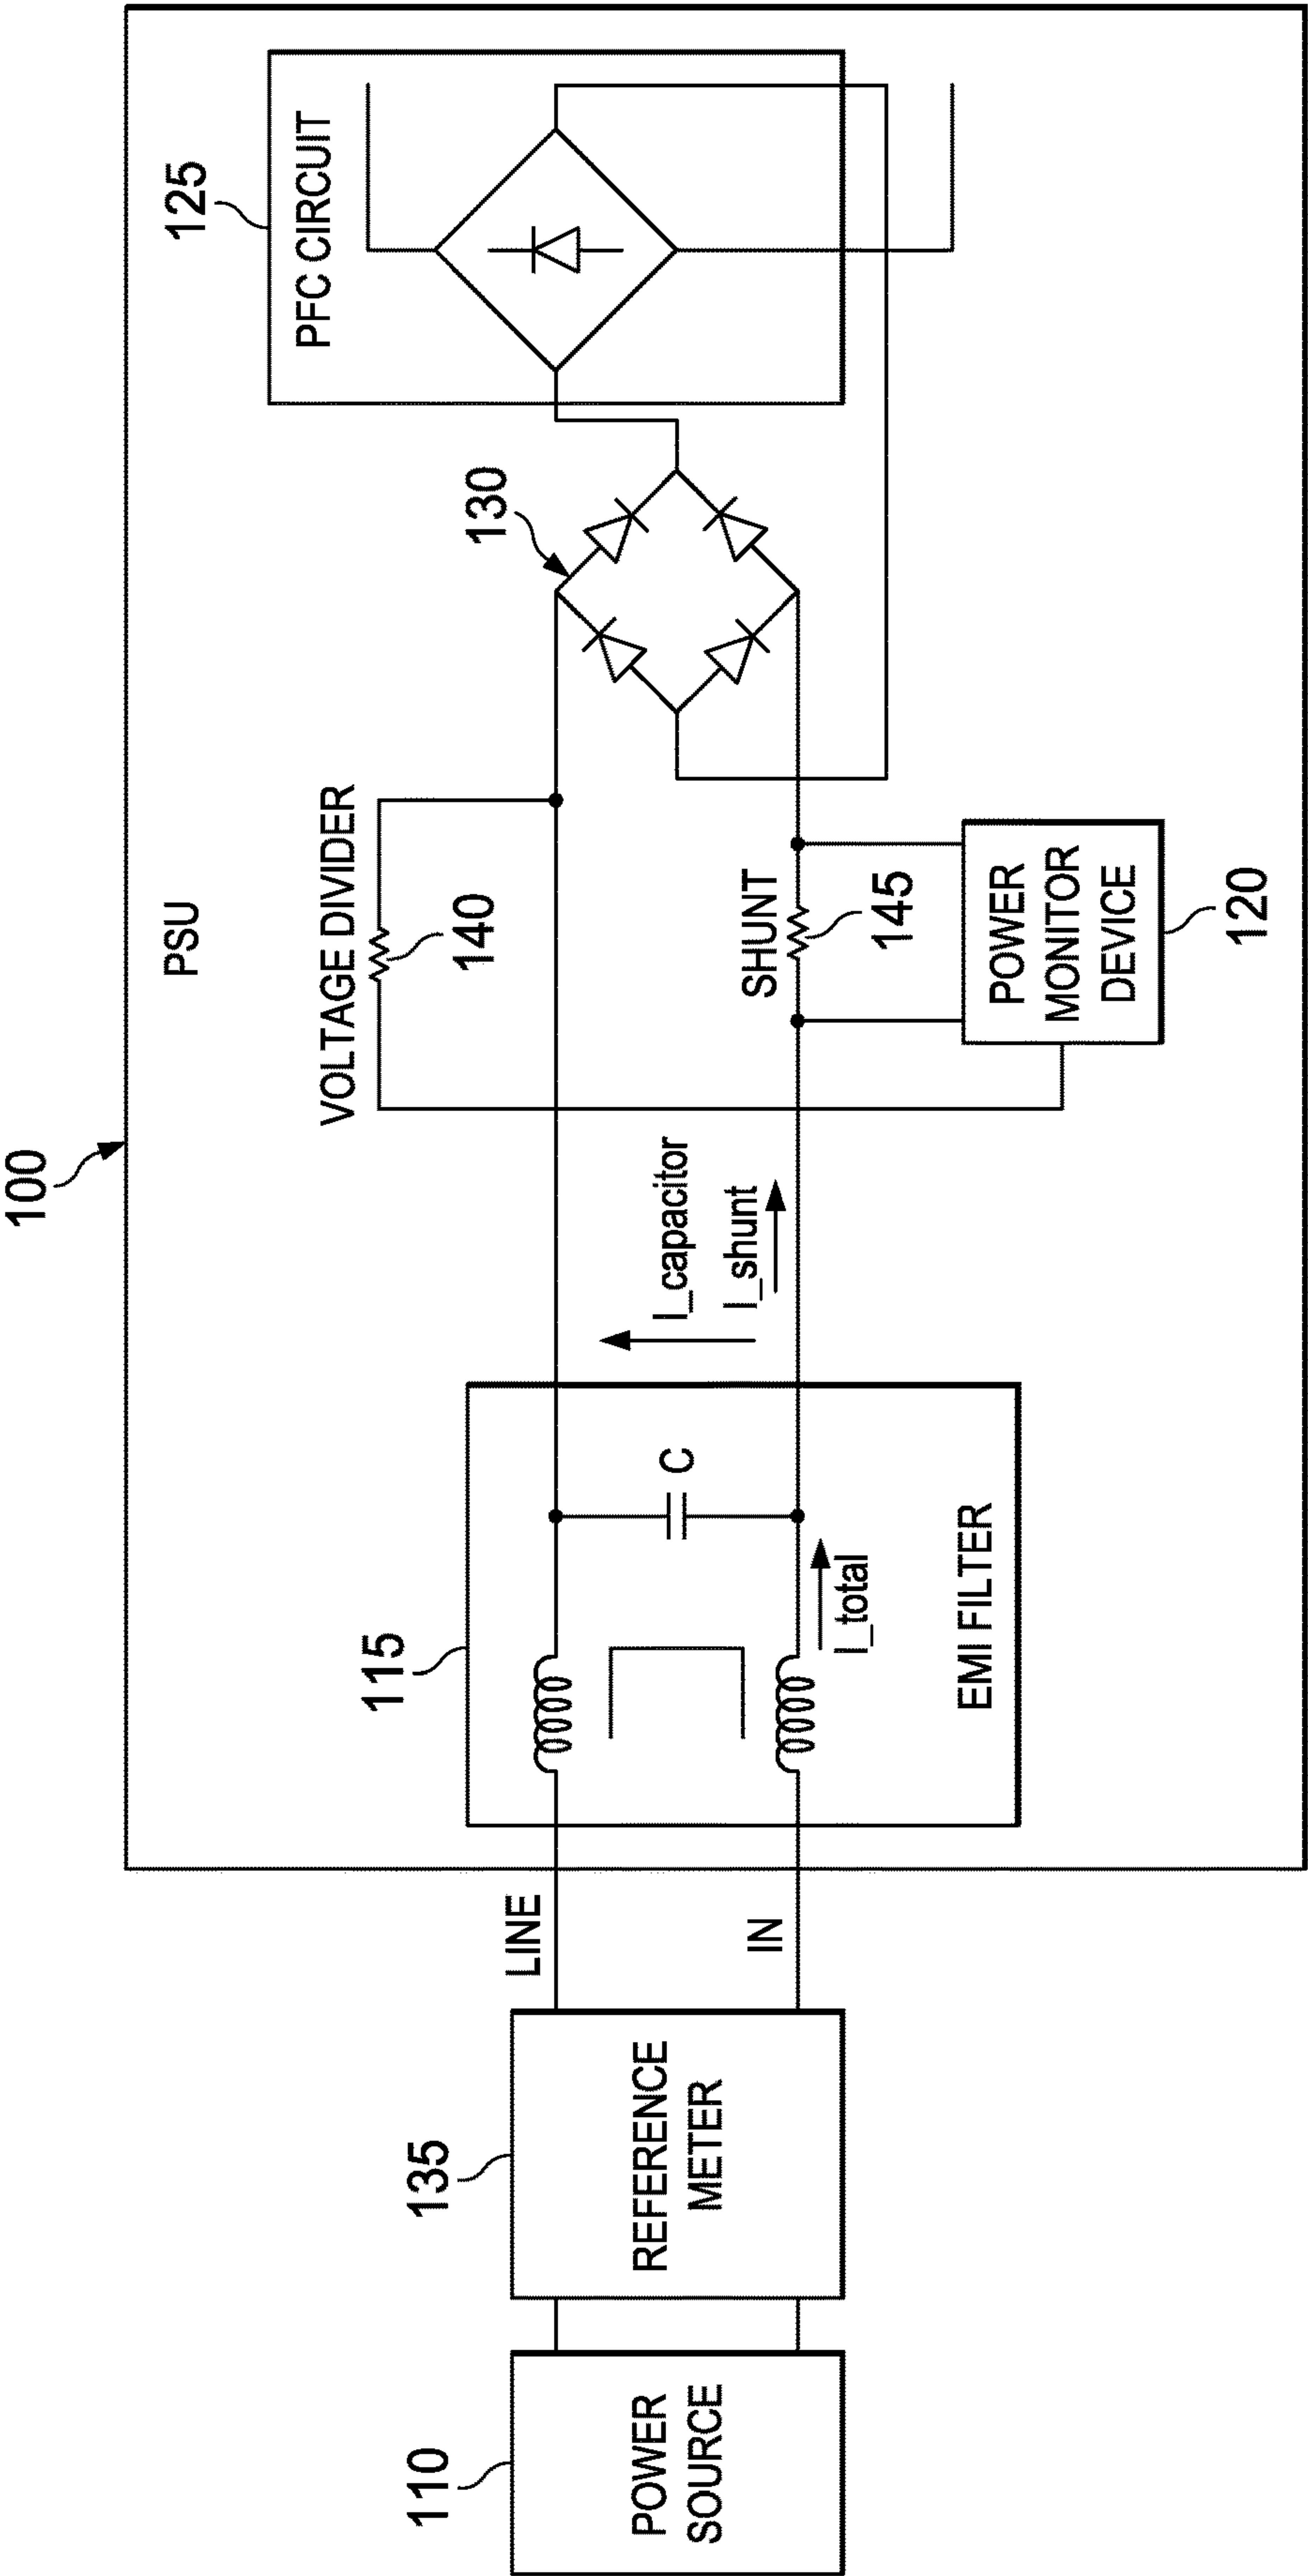 100
PSU
125
PFC CIRCUIT
130
VOLTAGE DIVIDER
140
SHUNT
145
POWER
MONITOR
DEVICE
120
I_capacitor
I_shunt
115
C
I_total
EMI FILTER
LINE
IN
135
REFERENCE
METER
110
POWER
SOURCE